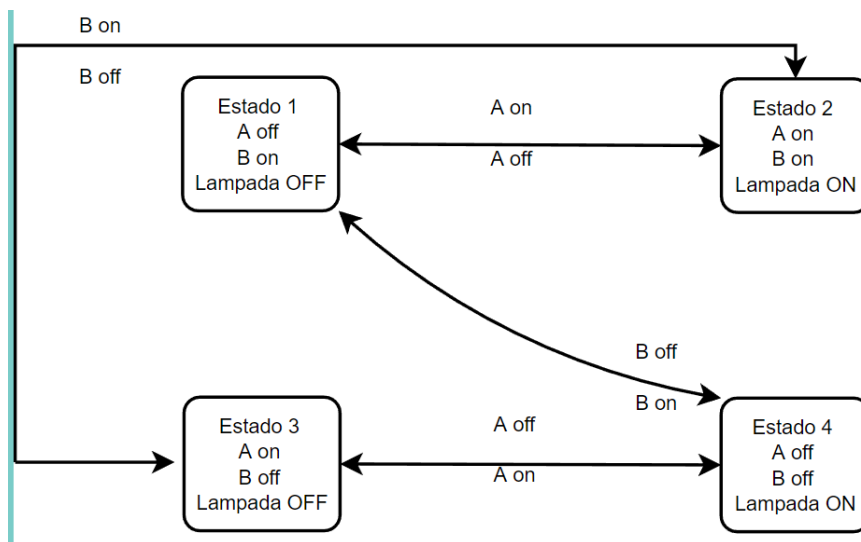 B on
B off
Estado 1
A off
B on
Lampada OFF
A on
A off
Estado 2
A on
B on
Lampada ON
B off
B on
Estado 3
A on
B off
Lampada OFF
A off
A on
Estado 4
A off
B off
Lampada ON